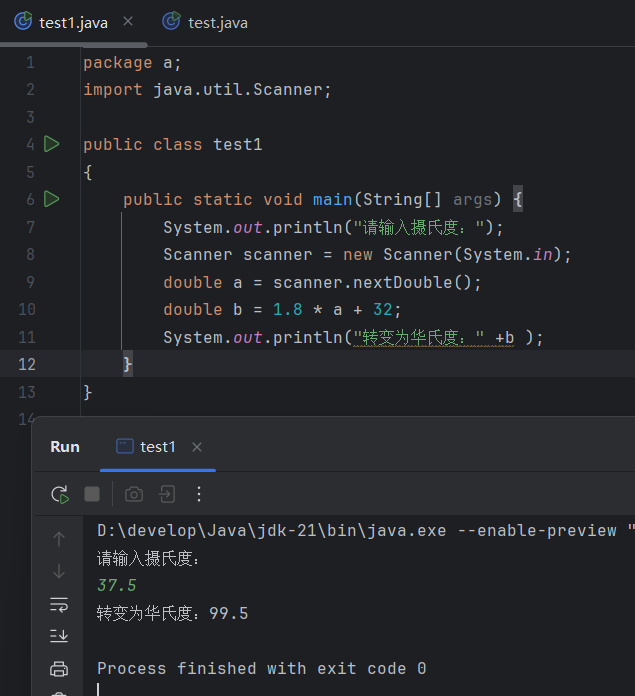 test1.java
test.java
1 package a;
2 import java.util.Scanner;
3
4 public class test1
5 {
6 public static void main(String[] args) {
7 System.out.println("请输入摄氏度：");
8 Scanner scanner = new Scanner(System.in);
9 double a = scanner.nextDouble();
10 double b = 1.8 * a + 32;
11 System.out.println("转变为华氏度：" +b );
12 }
13 }
14
Run test1
D:\develop\Java\jdk-21\bin\java.exe --enable-preview "
请输入摄氏度：
37.5
转变为华氏度：99.5
Process finished with exit code 0